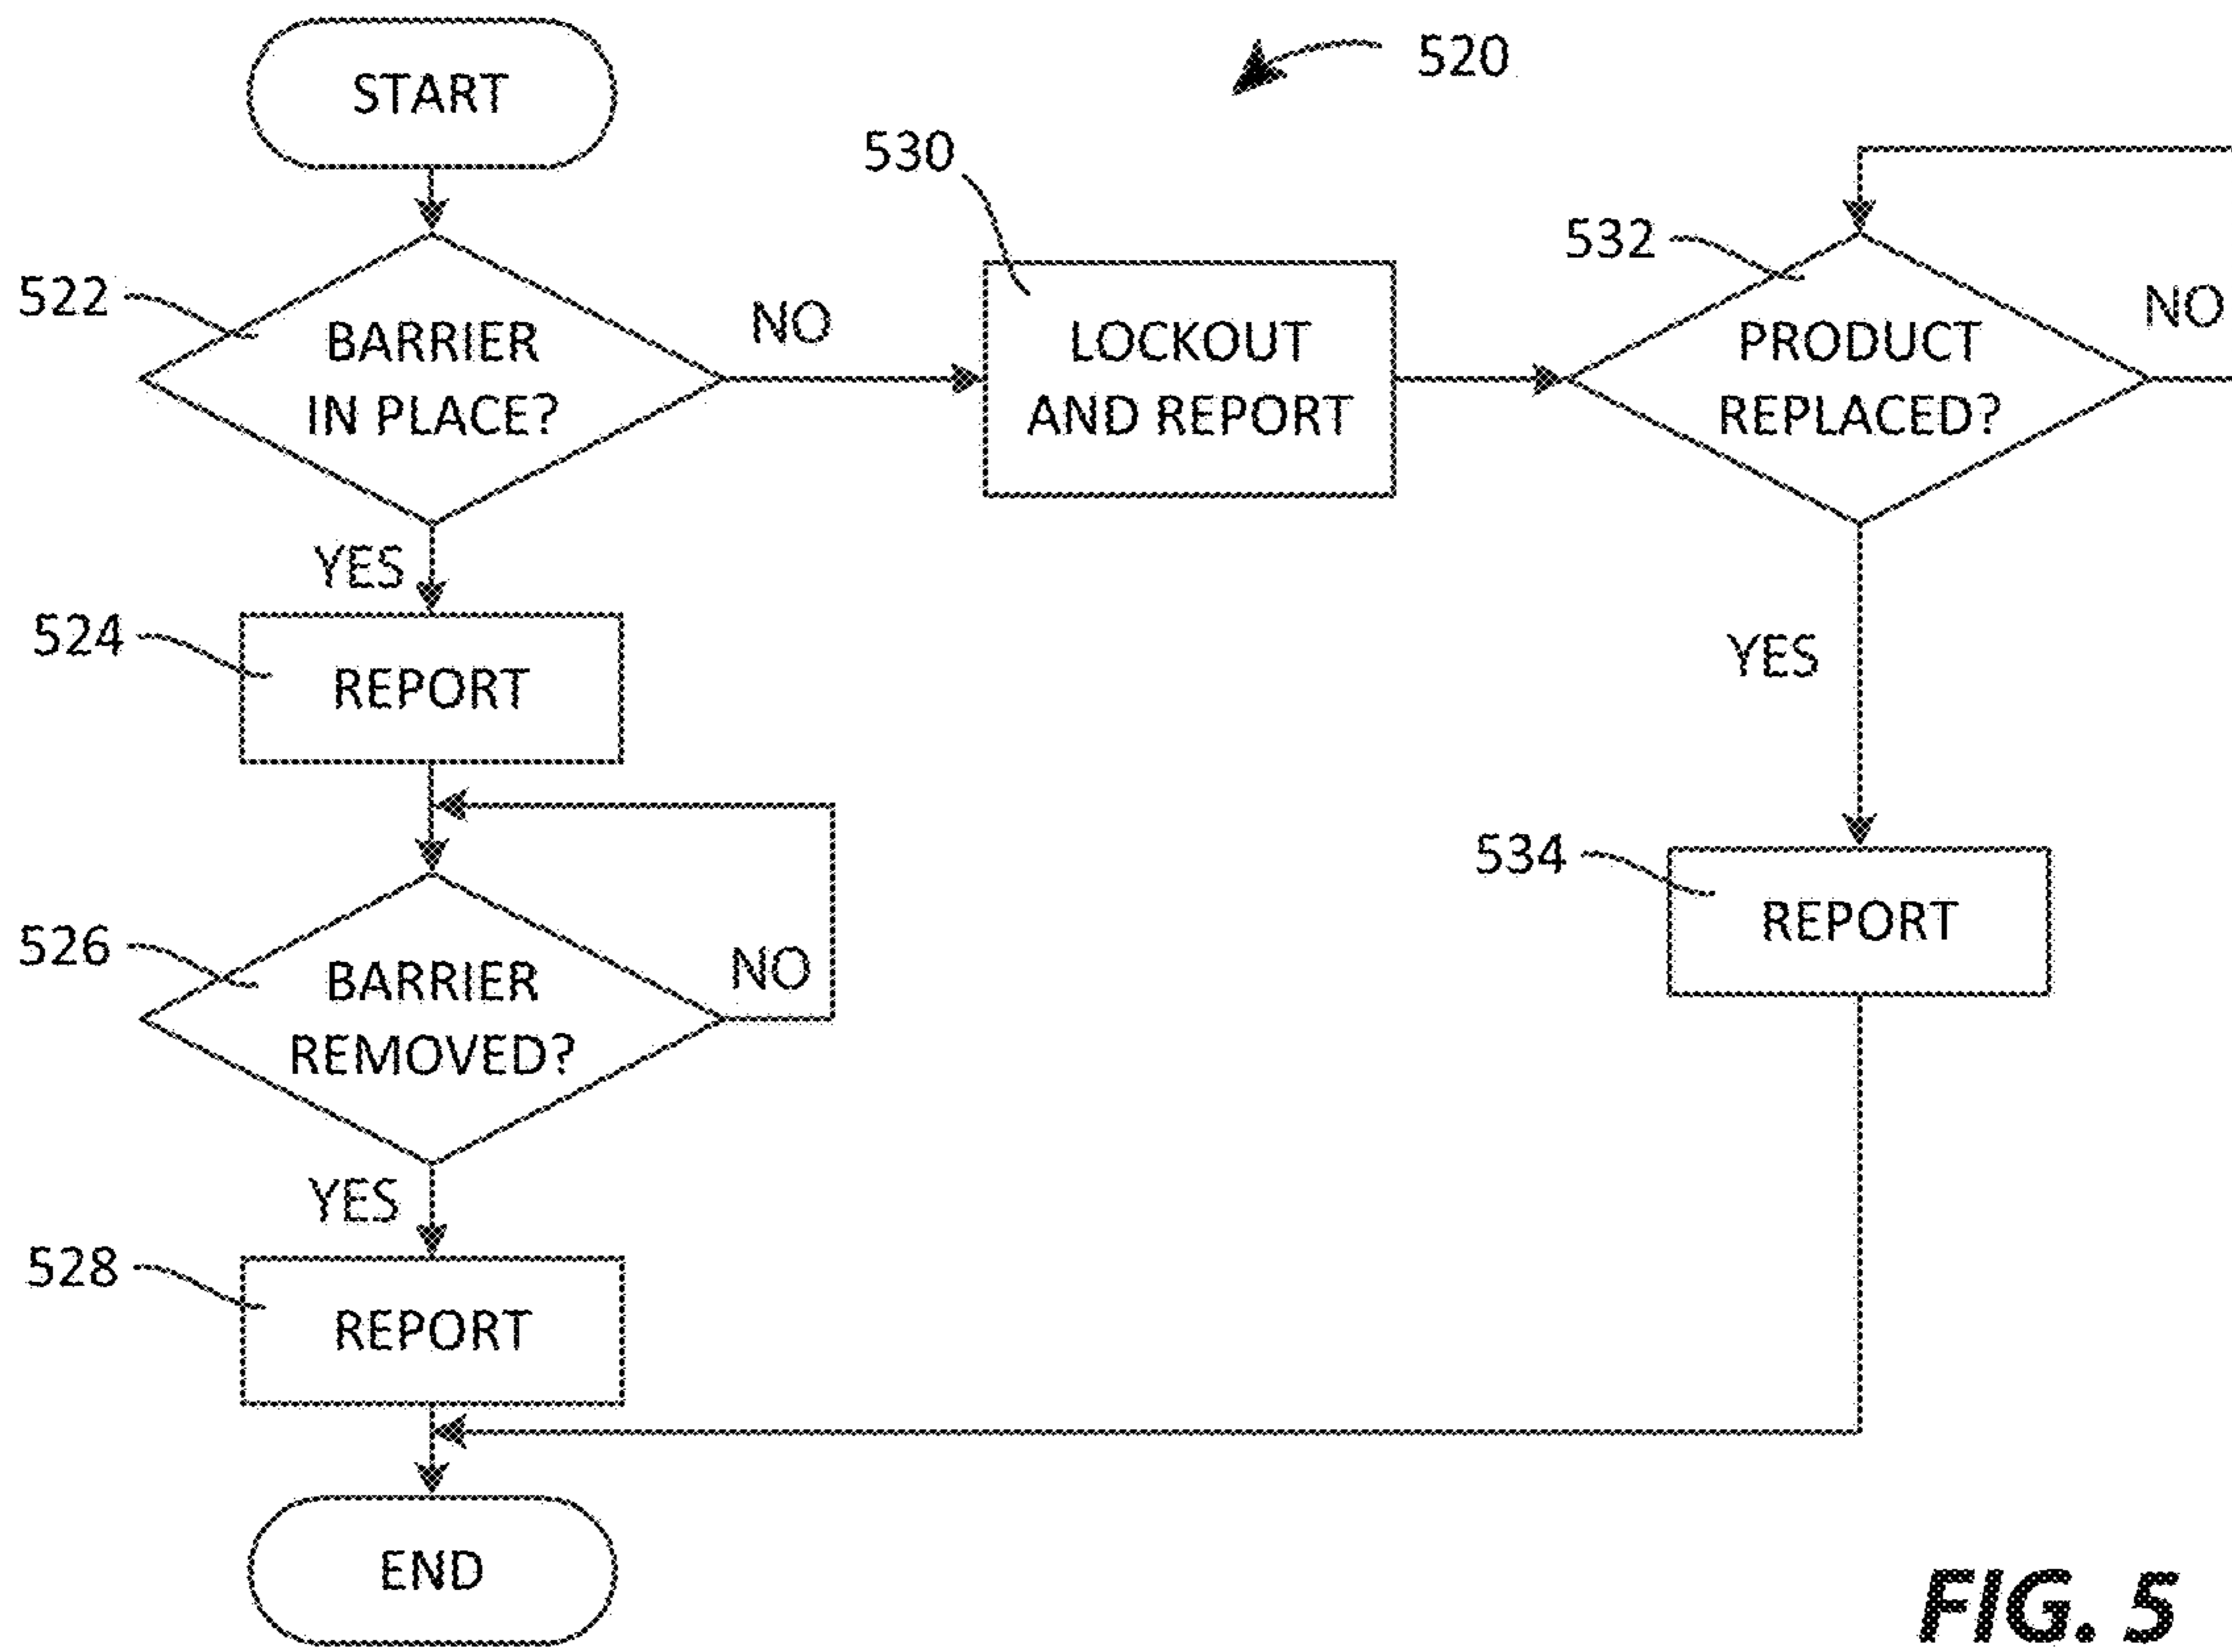 START
520
530
532
522
BARRIER
IN PLACE?
NO
LOCKOUT
AND REPORT
PRODUCT
REPLACED?
NO
YES
524
REPORT
YES
526
BARRIER
REMOVED?
NO
534
REPORT
YES
528
REPORT
END
FIG. 5